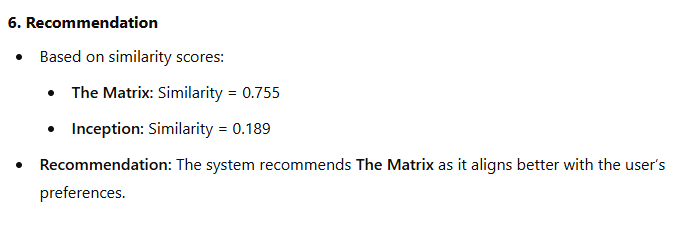 6. Recommendation
• Based on similarity scores:
• The Matrix: Similarity = 0.755
• Inception: Similarity = 0.189
• Recommendation: The system recommends The Matrix as it aligns better with the user's
preferences.